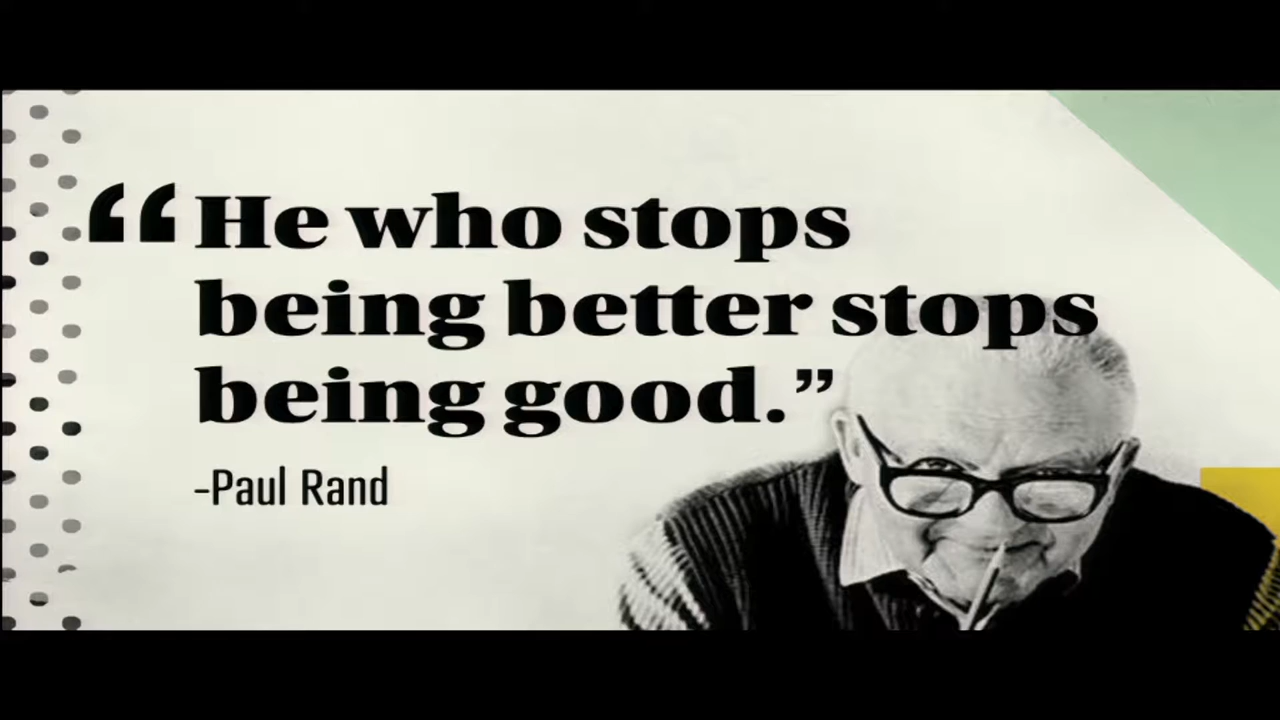 “He who stops
being better stops
being good.”
-Paul Rand